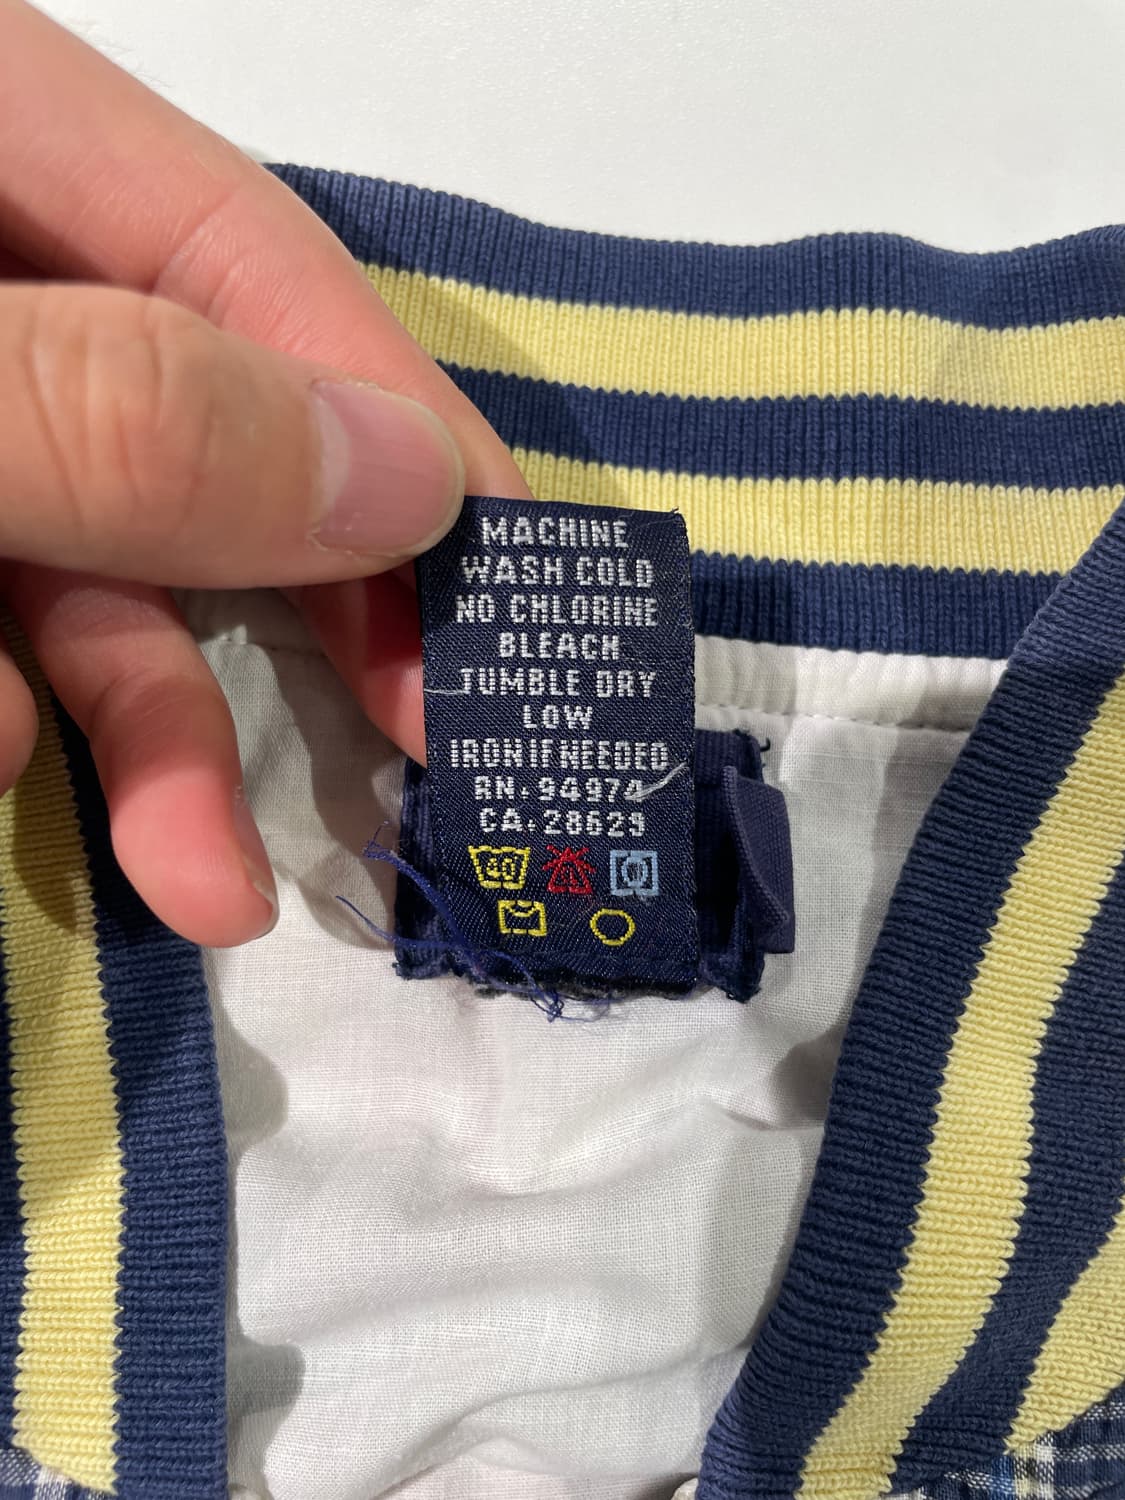 MACHINE
WASH COLD
NO CHLORINE
BLEACH
TUMBLE DRY
LOW
IRON IF NEEDED
RN. 94974
CA. 28629
40